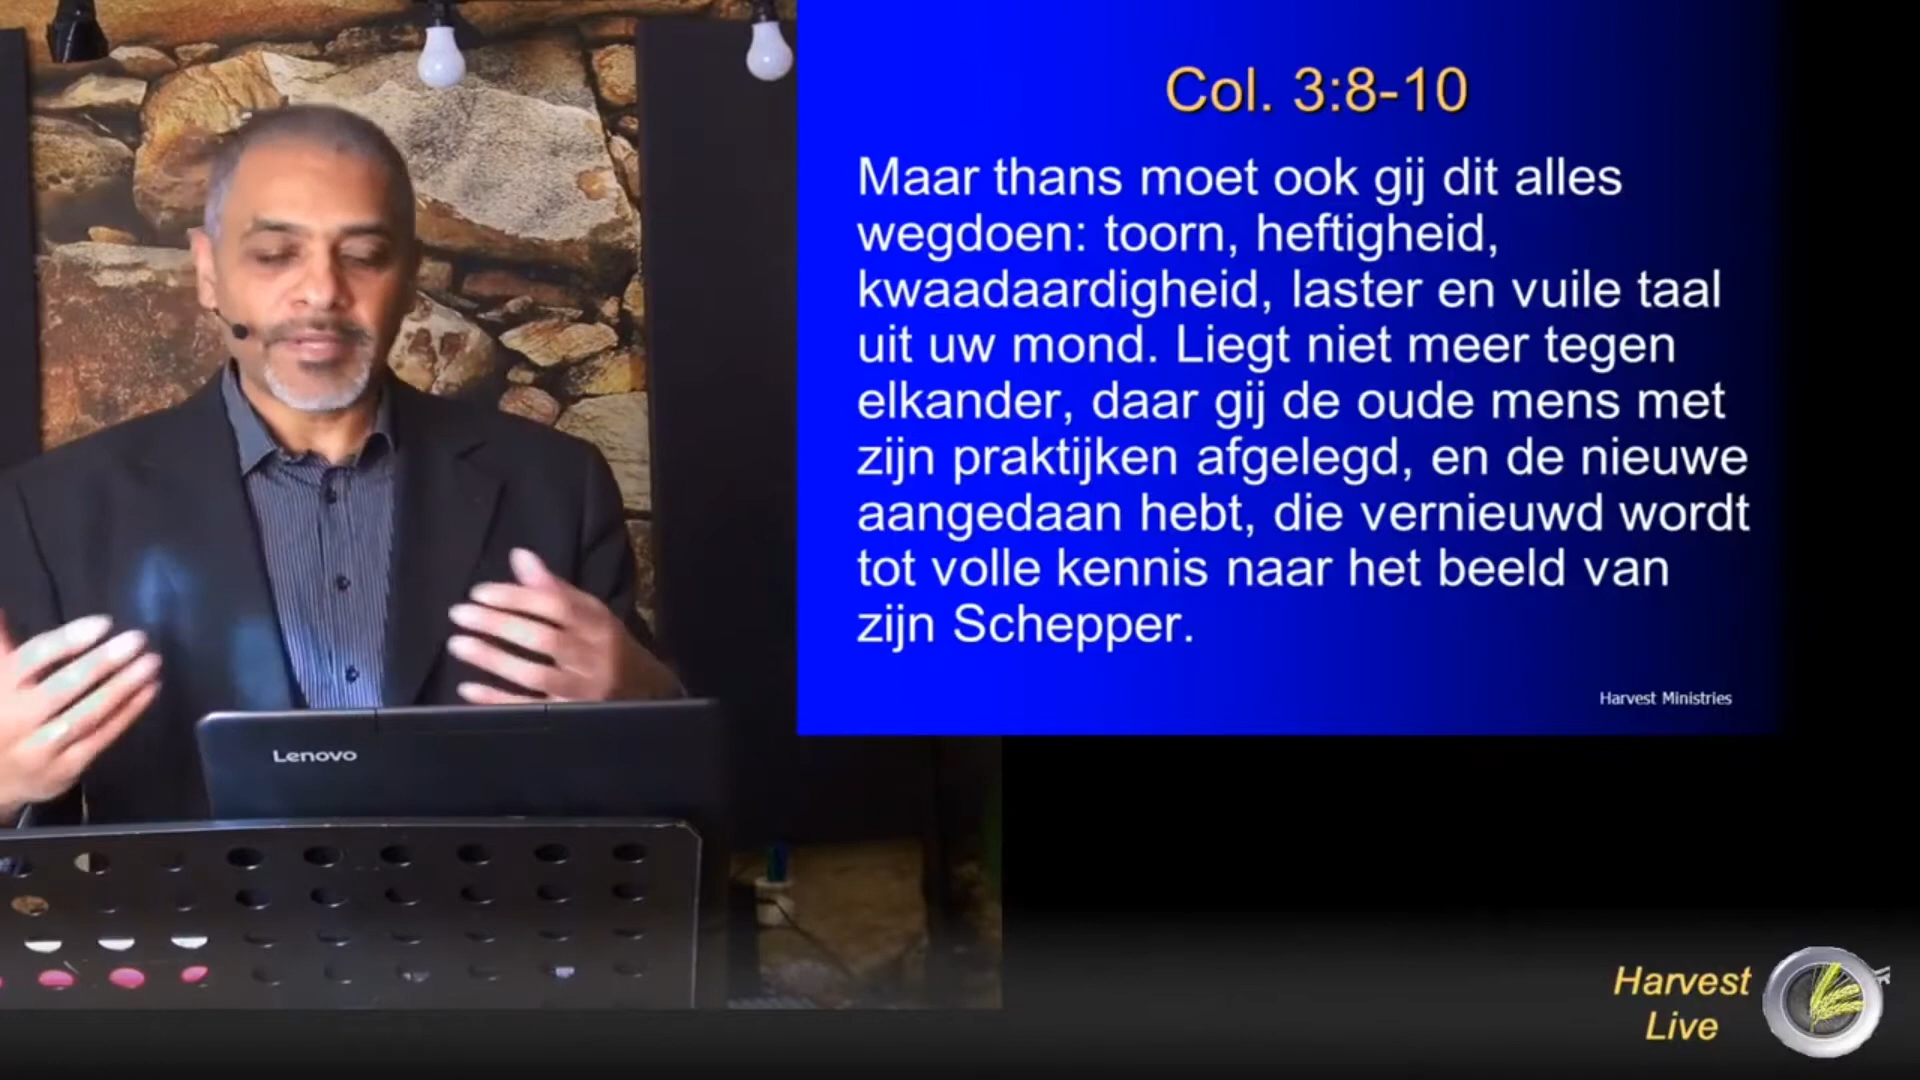 Col. 3:8-10
Maar thans moet ook gij dit alles
wegdoen: toorn, heftigheid,
kwaadaardigheid, laster en vuile taal
uit uw mond. Liegt niet meer tegen
elkander, daar gij de oude mens met
zijn praktijken afgelegd, en de nieuwe
aangedaan hebt, die vernieuwd wordt
tot volle kennis naar het beeld van
zijn Schepper.
Harvest Ministries
Lenovo
Harvest
Live